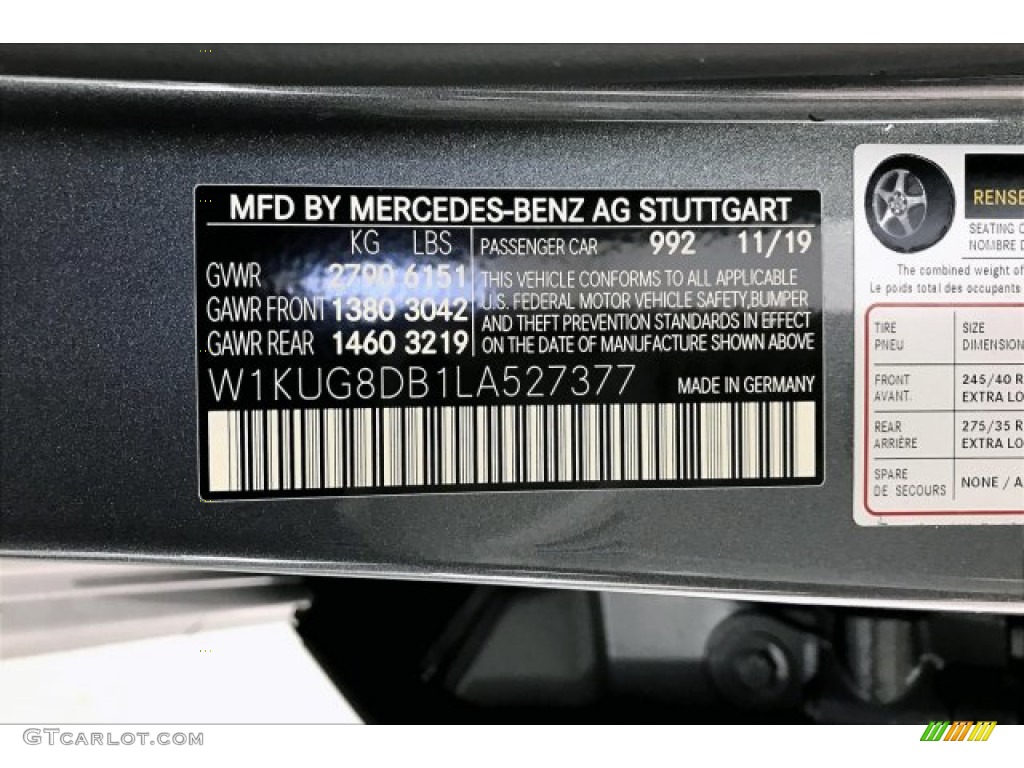 MFD BY MERCEDES-BENZ AG STUTTGART
KG LBS
GVWR 2790 6151
GAWR FRONT 1380 3042
GAWR REAR 1460 3219
PASSENGER CAR 992 11/19
THIS VEHICLE CONFORMS TO ALL APPLICABLE
U.S. FEDERAL MOTOR VEHICLE SAFETY,BUMPER
AND THEFT PREVENTION STANDARDS IN EFFECT
ON THE DATE OF MANUFACTURE SHOWN ABOVE
W1KUG8DB1LA527377 MADE IN GERMANY
RENSE
SEATING C
NOMBRE D
The combined weight of
Le poids total des occupants
TIRE SIZE
PNEU DIMENSION
FRONT 245/40 R
AVANT. EXTRA LO
REAR 275/35 R
ARRIÈRE EXTRA LO
SPARE NONE / A
DE SECOURS
GTCarLot.com